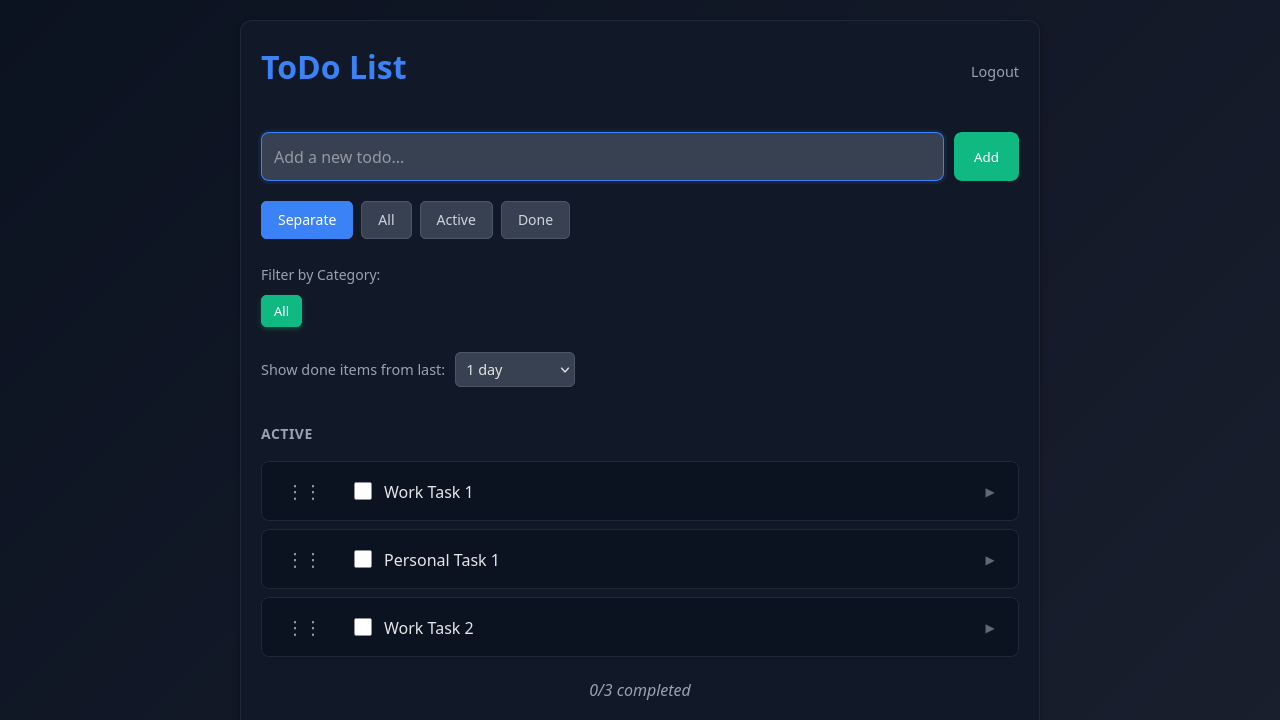 ToDo List
Logout
Add a new todo...
Add
Separate
All
Active
Done
Filter by Category:
All
Show done items from last:
1 day
ACTIVE
Work Task 1
Personal Task 1
Work Task 2
0/3 completed